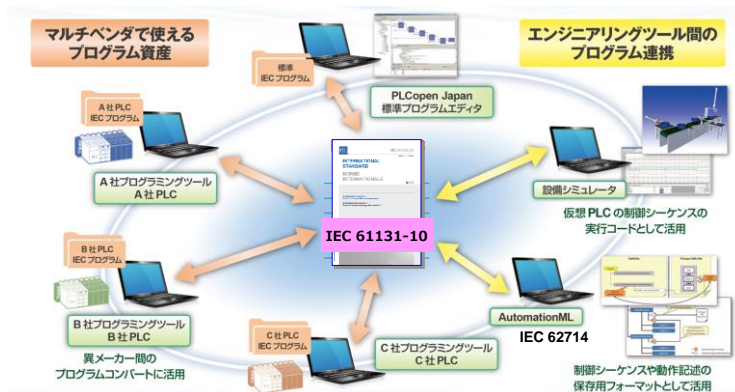 マルチベンダで使える
プログラム資産
エンジニアリングツール間の
プログラム連携
標準
IEC プログラム
PLCopen Japan
標準プログラムエディタ
A 社 PLC
IEC プログラム
A 社プログラミングツール
A 社 PLC
INTERNATIONAL
STANDARD
NORME
INTERNATIONALE
IEC 61131-10
設備シミュレータ
仮想 PLC の制御シーケンスの
実行コードとして活用
B 社 PLC
IEC プログラム
B 社プログラミングツール
B 社 PLC
異メーカー間の
プログラムコンバートに活用
C 社 PLC
IEC プログラム
C 社プログラミングツール
C 社 PLC
AutomationML
IEC 62714
制御シーケンスや動作記述の
保存用フォーマットとして活用